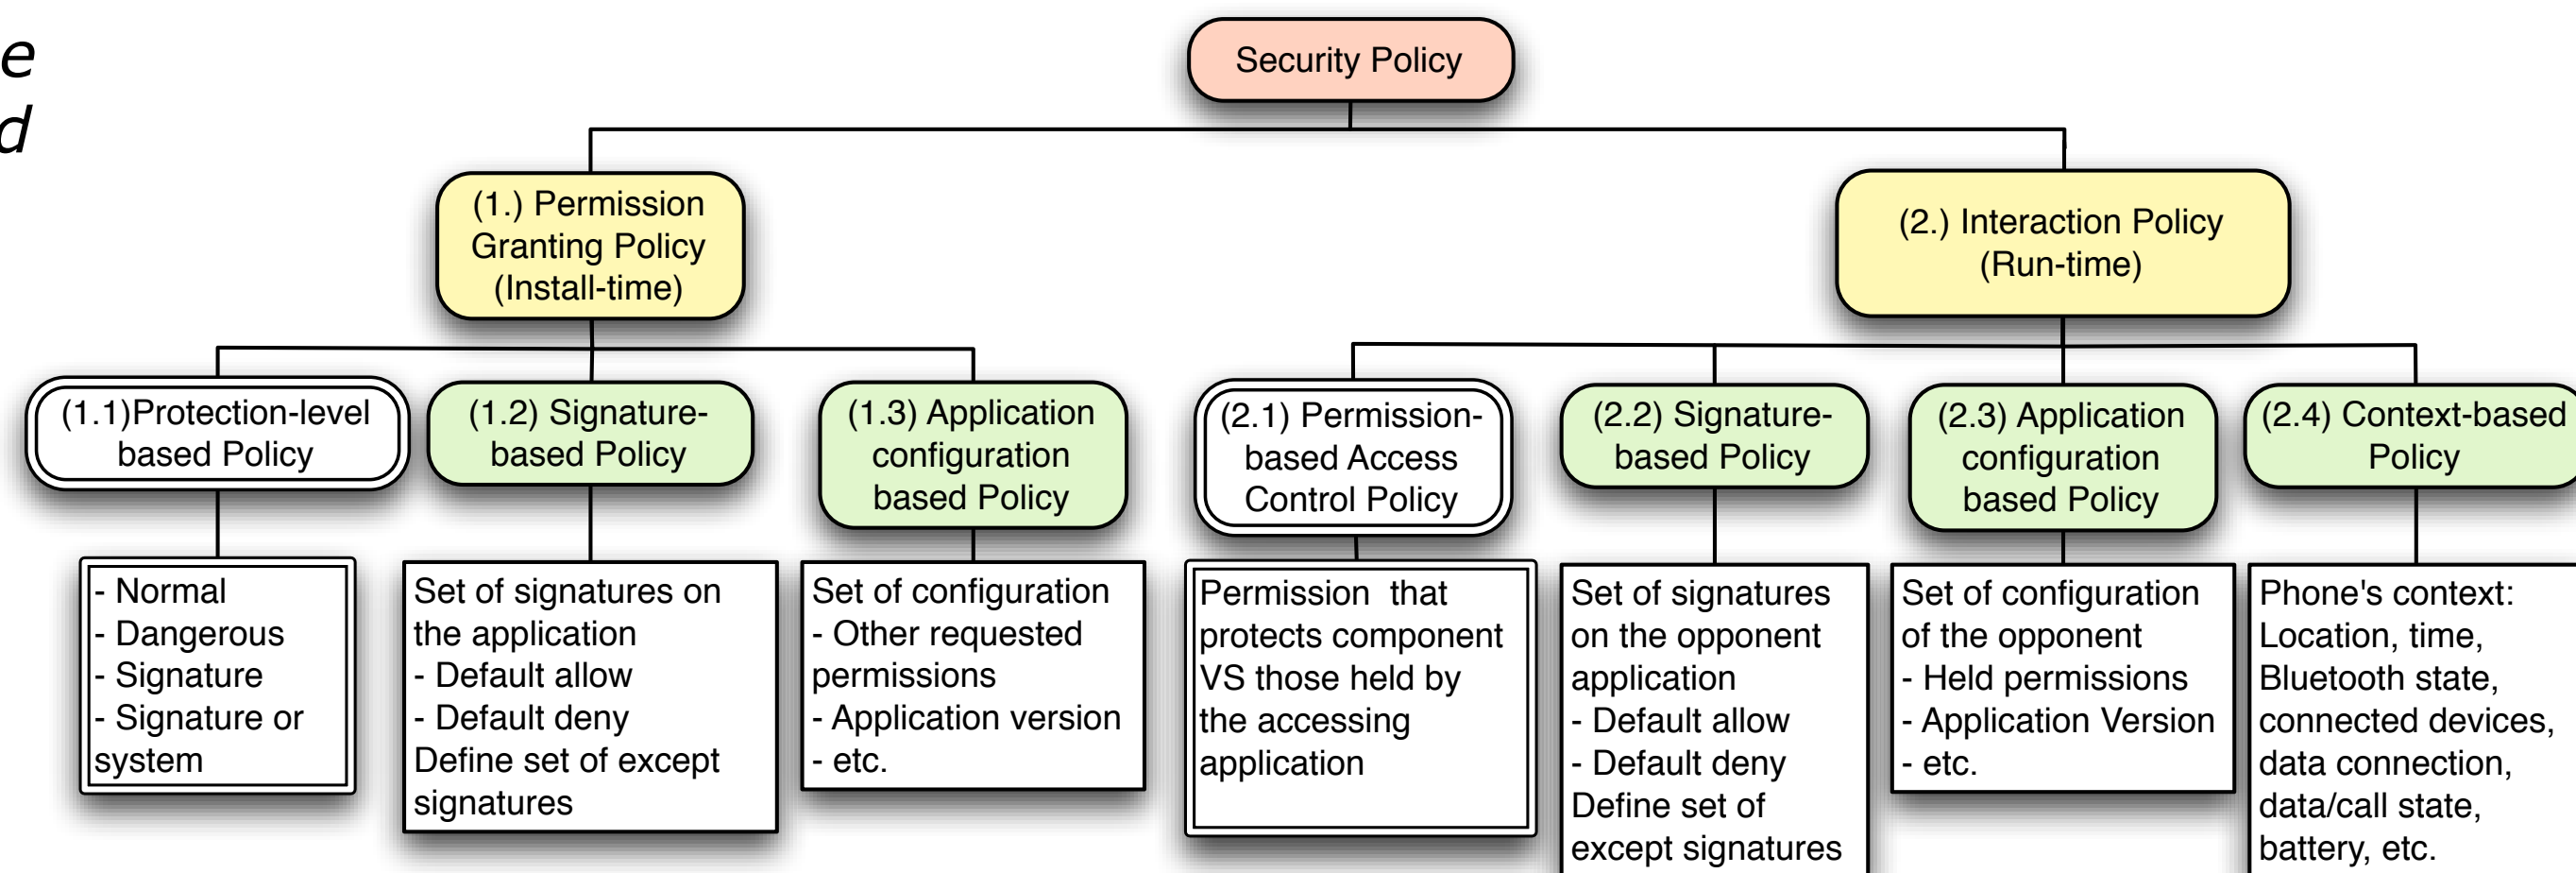 e
d
Security Policy
(1.) Permission
Granting Policy
(Install-time)
(2.) Interaction Policy
(Run-time)
(1.1)Protection-level
based Policy
(1.2) Signature-
based Policy
(1.3) Application
configuration
based Policy
(2.1) Permission-
based Access
Control Policy
(2.2) Signature-
based Policy
(2.3) Application
configuration
based Policy
(2.4) Context-based
Policy
- Normal
- Dangerous
- Signature
- Signature or
system
Set of signatures on
the application
- Default allow
- Default deny
Define set of except
signatures
Set of configuration
- Other requested
permissions
- Application version
- etc.
Permission that
protects component
VS those held by
the accessing
application
Set of signatures
on the opponent
application
- Default allow
- Default deny
Define set of
except signatures
Set of configuration
of the opponent
- Held permissions
- Application Version
- etc.
Phone's context:
Location, time,
Bluetooth state,
connected devices,
data connection,
data/call state,
battery, etc.